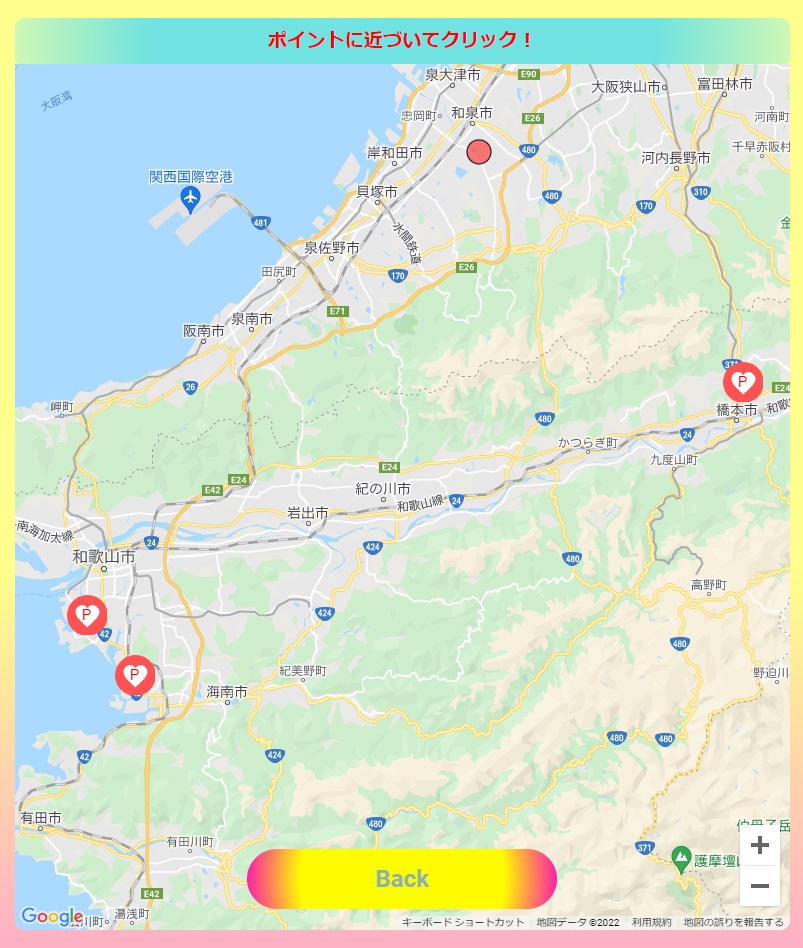 ポイントに近づいてクリック！
泉大津市
E90
大阪狭山市
富田林市
大阪湾
忠岡町
和泉市
E26
河南町
岸和田市
480
河内長野市
千早赤阪村
関西国際空港
貝塚市
480
310
481
170
水間鉄道
泉佐野市
田尻町
170
E26
E71
泉南市
阪南市
371
26
P
E24
岬町
480
橋本市
24
かつらぎ町
九度山町
E24
E24
E42
紀の川市
和歌山線
24
岩出市
南海加太線
24
424
和歌山市
480
高野町
P
424
42
480
紀美野町
P
野迫川
海南市
480
480
42
424
有田市
480
有田川町
371
護摩壇山
+
Back
−
E42
Google
湯浅町
キーボード ショートカット
地図データ ©2022
利用規約
地図の誤りを報告する